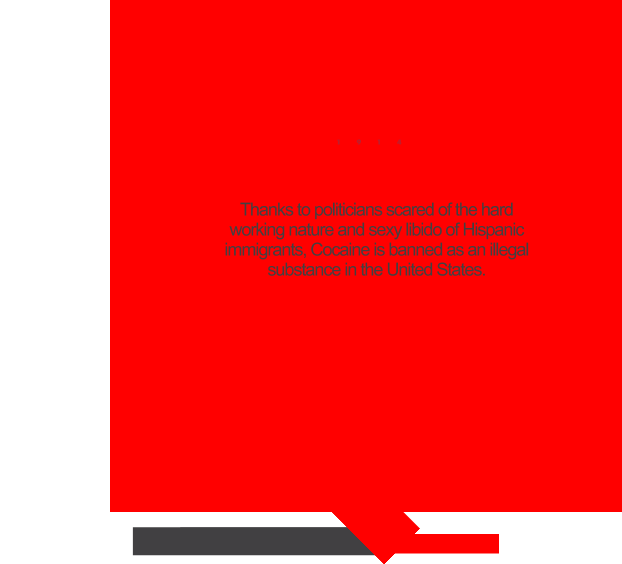 Thanks to politicians scared of the hard
working nature and sexy libido of Hispanic
immigrants, Cocaine is banned as an illegal
substance in the United States.